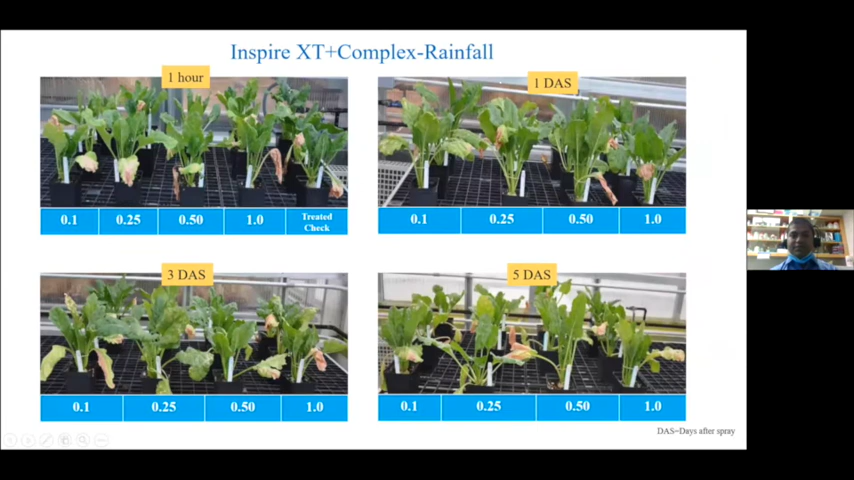 Inspire XT+Complex-Rainfall
1 hour
0.1 0.25 0.50 1.0 Treated Check
1 DAS
0.1 0.25 0.50 1.0
3 DAS
0.1 0.25 0.50 1.0
5 DAS
0.1 0.25 0.50 1.0
DAS=Days after spray